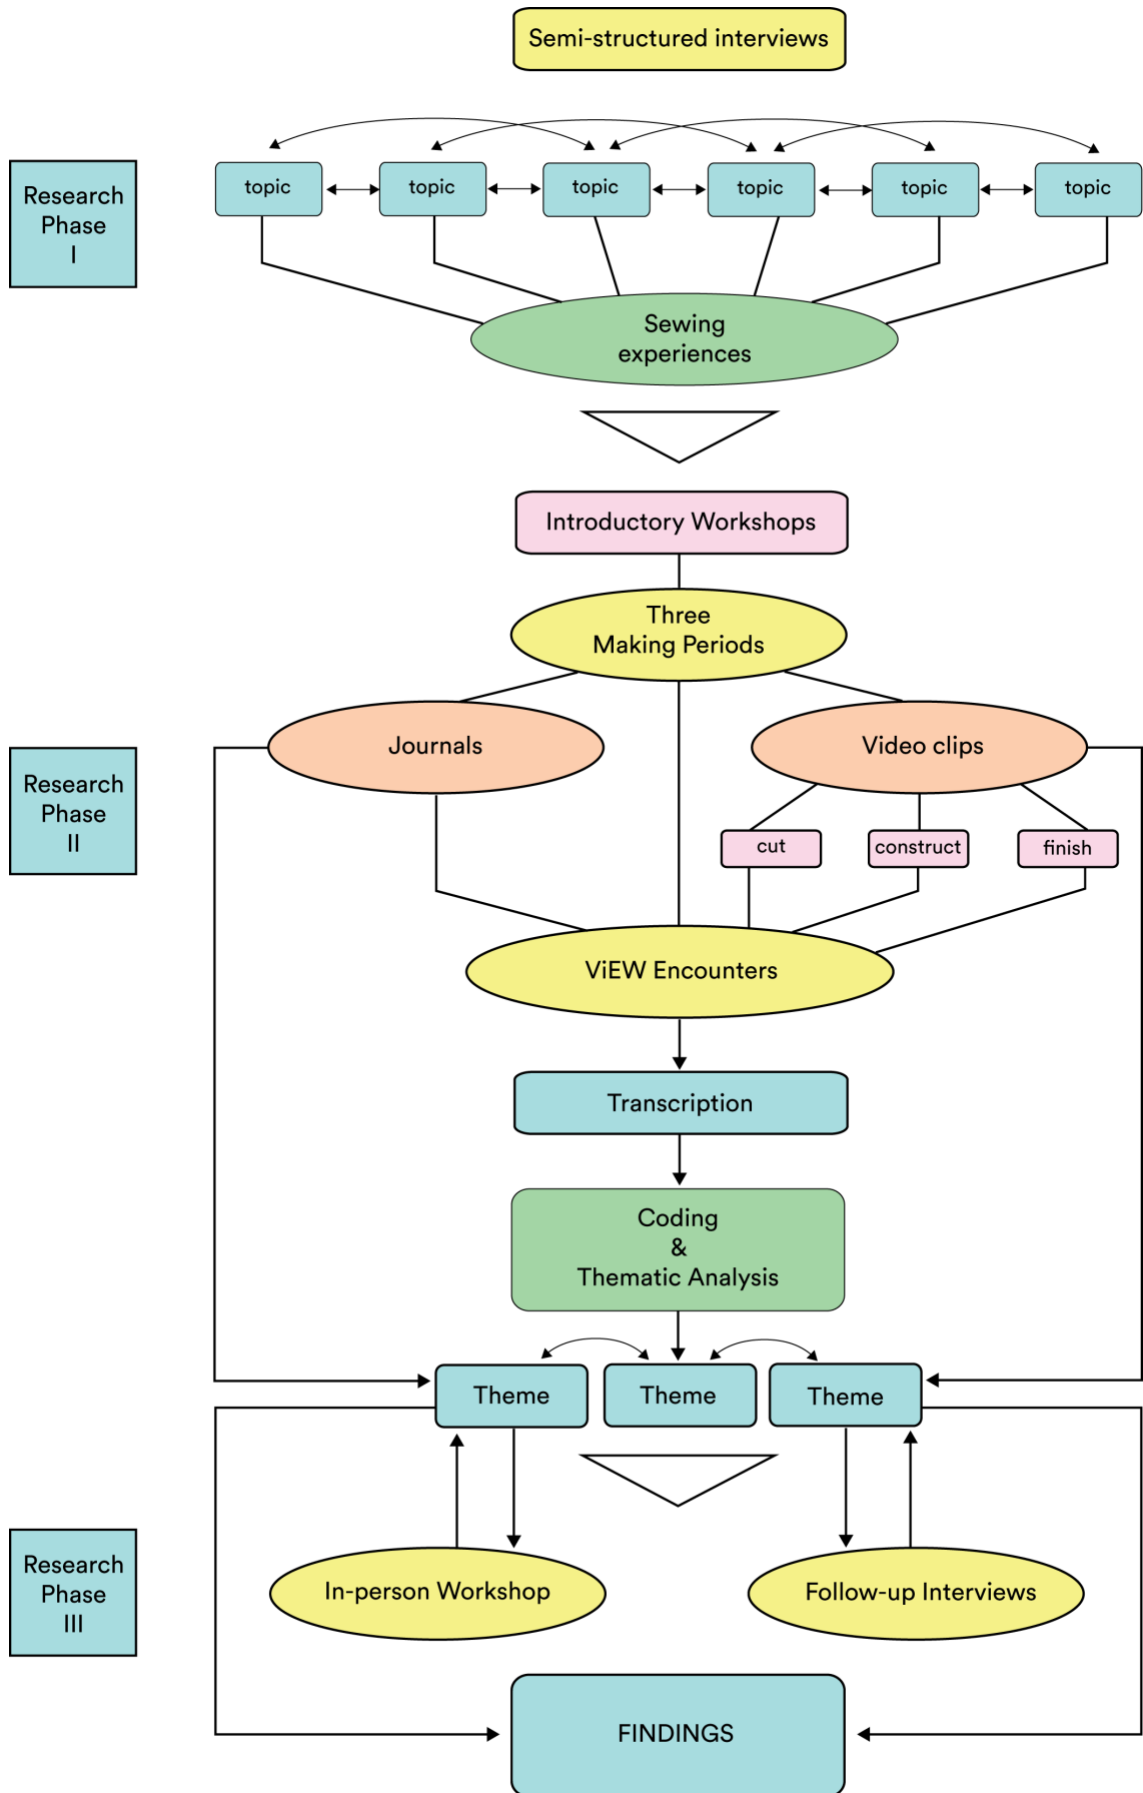 Semi-structured interviews
Research
Phase
I
topic
topic
topic
topic
topic
topic
Sewing
experiences
Introductory Workshops
Three
Making Periods
Research
Phase
II
Journals
Video clips
cut
construct
finish
ViEW Encounters
Transcription
Coding
&
Thematic Analysis
Theme
Theme
Theme
Research
Phase
III
In-person Workshop
Follow-up Interviews
FINDINGS